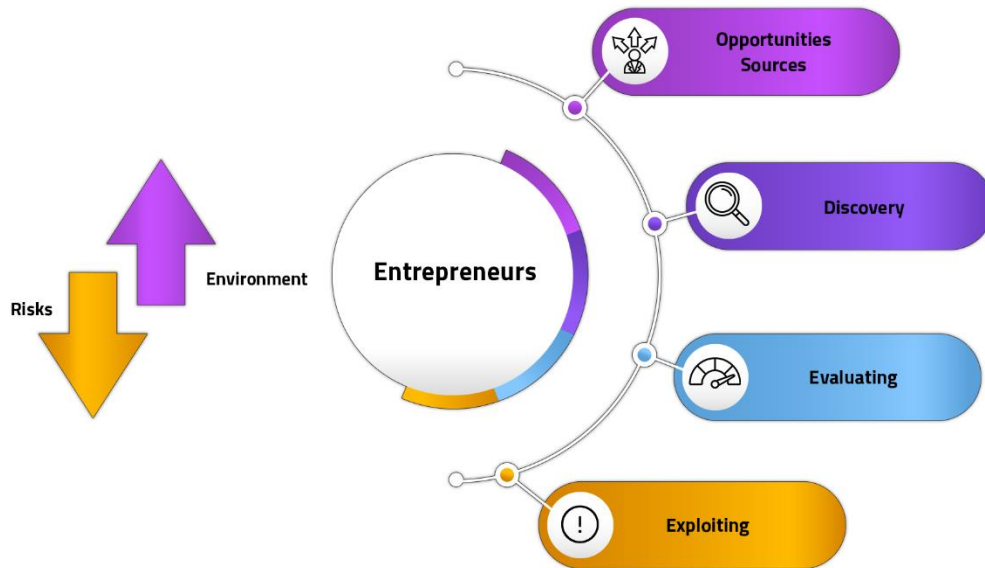 Opportunities
Sources
Discovery
Environment
Entrepreneurs
Risks
Evaluating
Exploiting
!